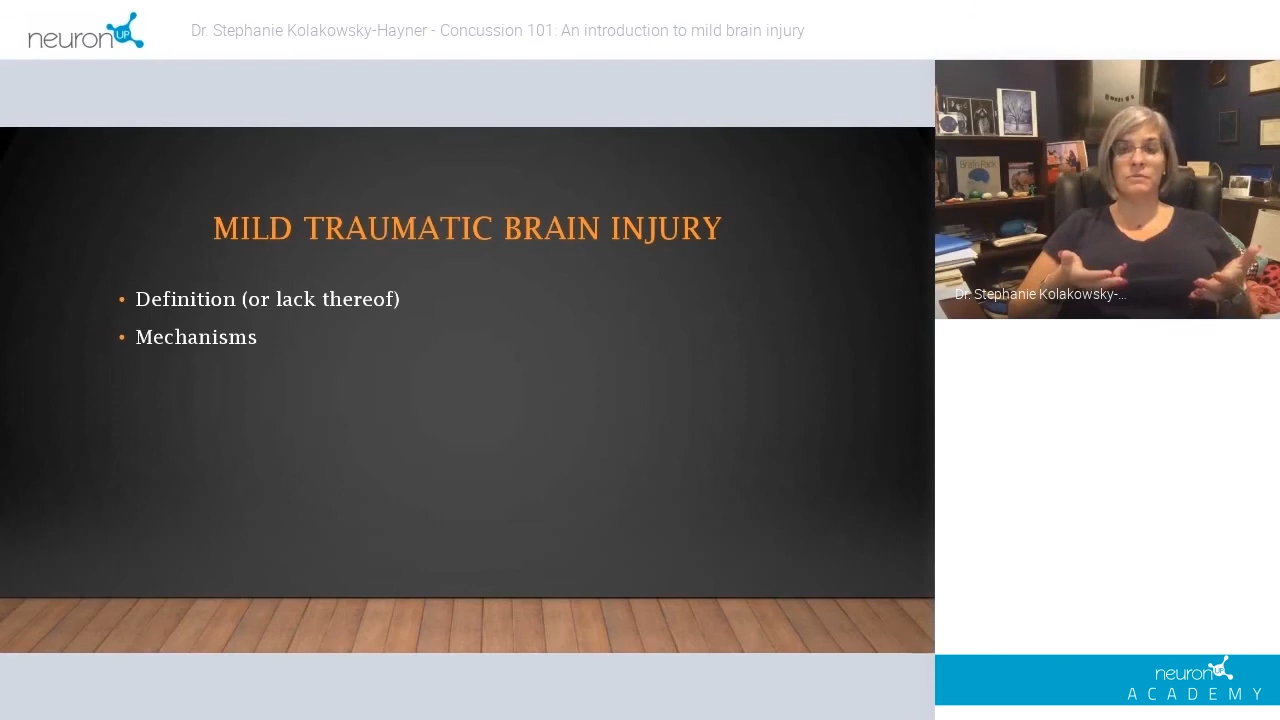 neuron UP
Dr. Stephanie Kolakowsky-Hayner - Concussion 101: An introduction to mild brain injury
MILD TRAUMATIC BRAIN INJURY
• Definition (or lack thereof)
• Mechanisms
Brain Rock
Dr. Stephanie Kolakowsky-...
neuron UP
ACADEMY